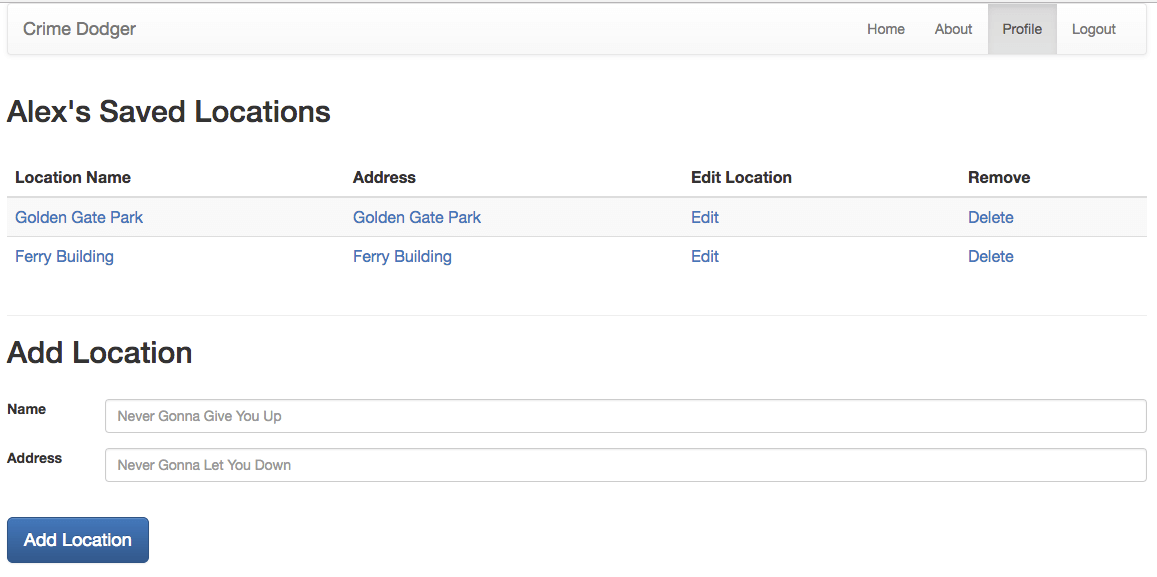 Crime Dodger Home About Profile Logout
Alex's Saved Locations
Location Name Address Edit Location Remove
Golden Gate Park Golden Gate Park Edit Delete
Ferry Building Ferry Building Edit Delete
Add Location
Name Never Gonna Give You Up
Address Never Gonna Let You Down
Add Location